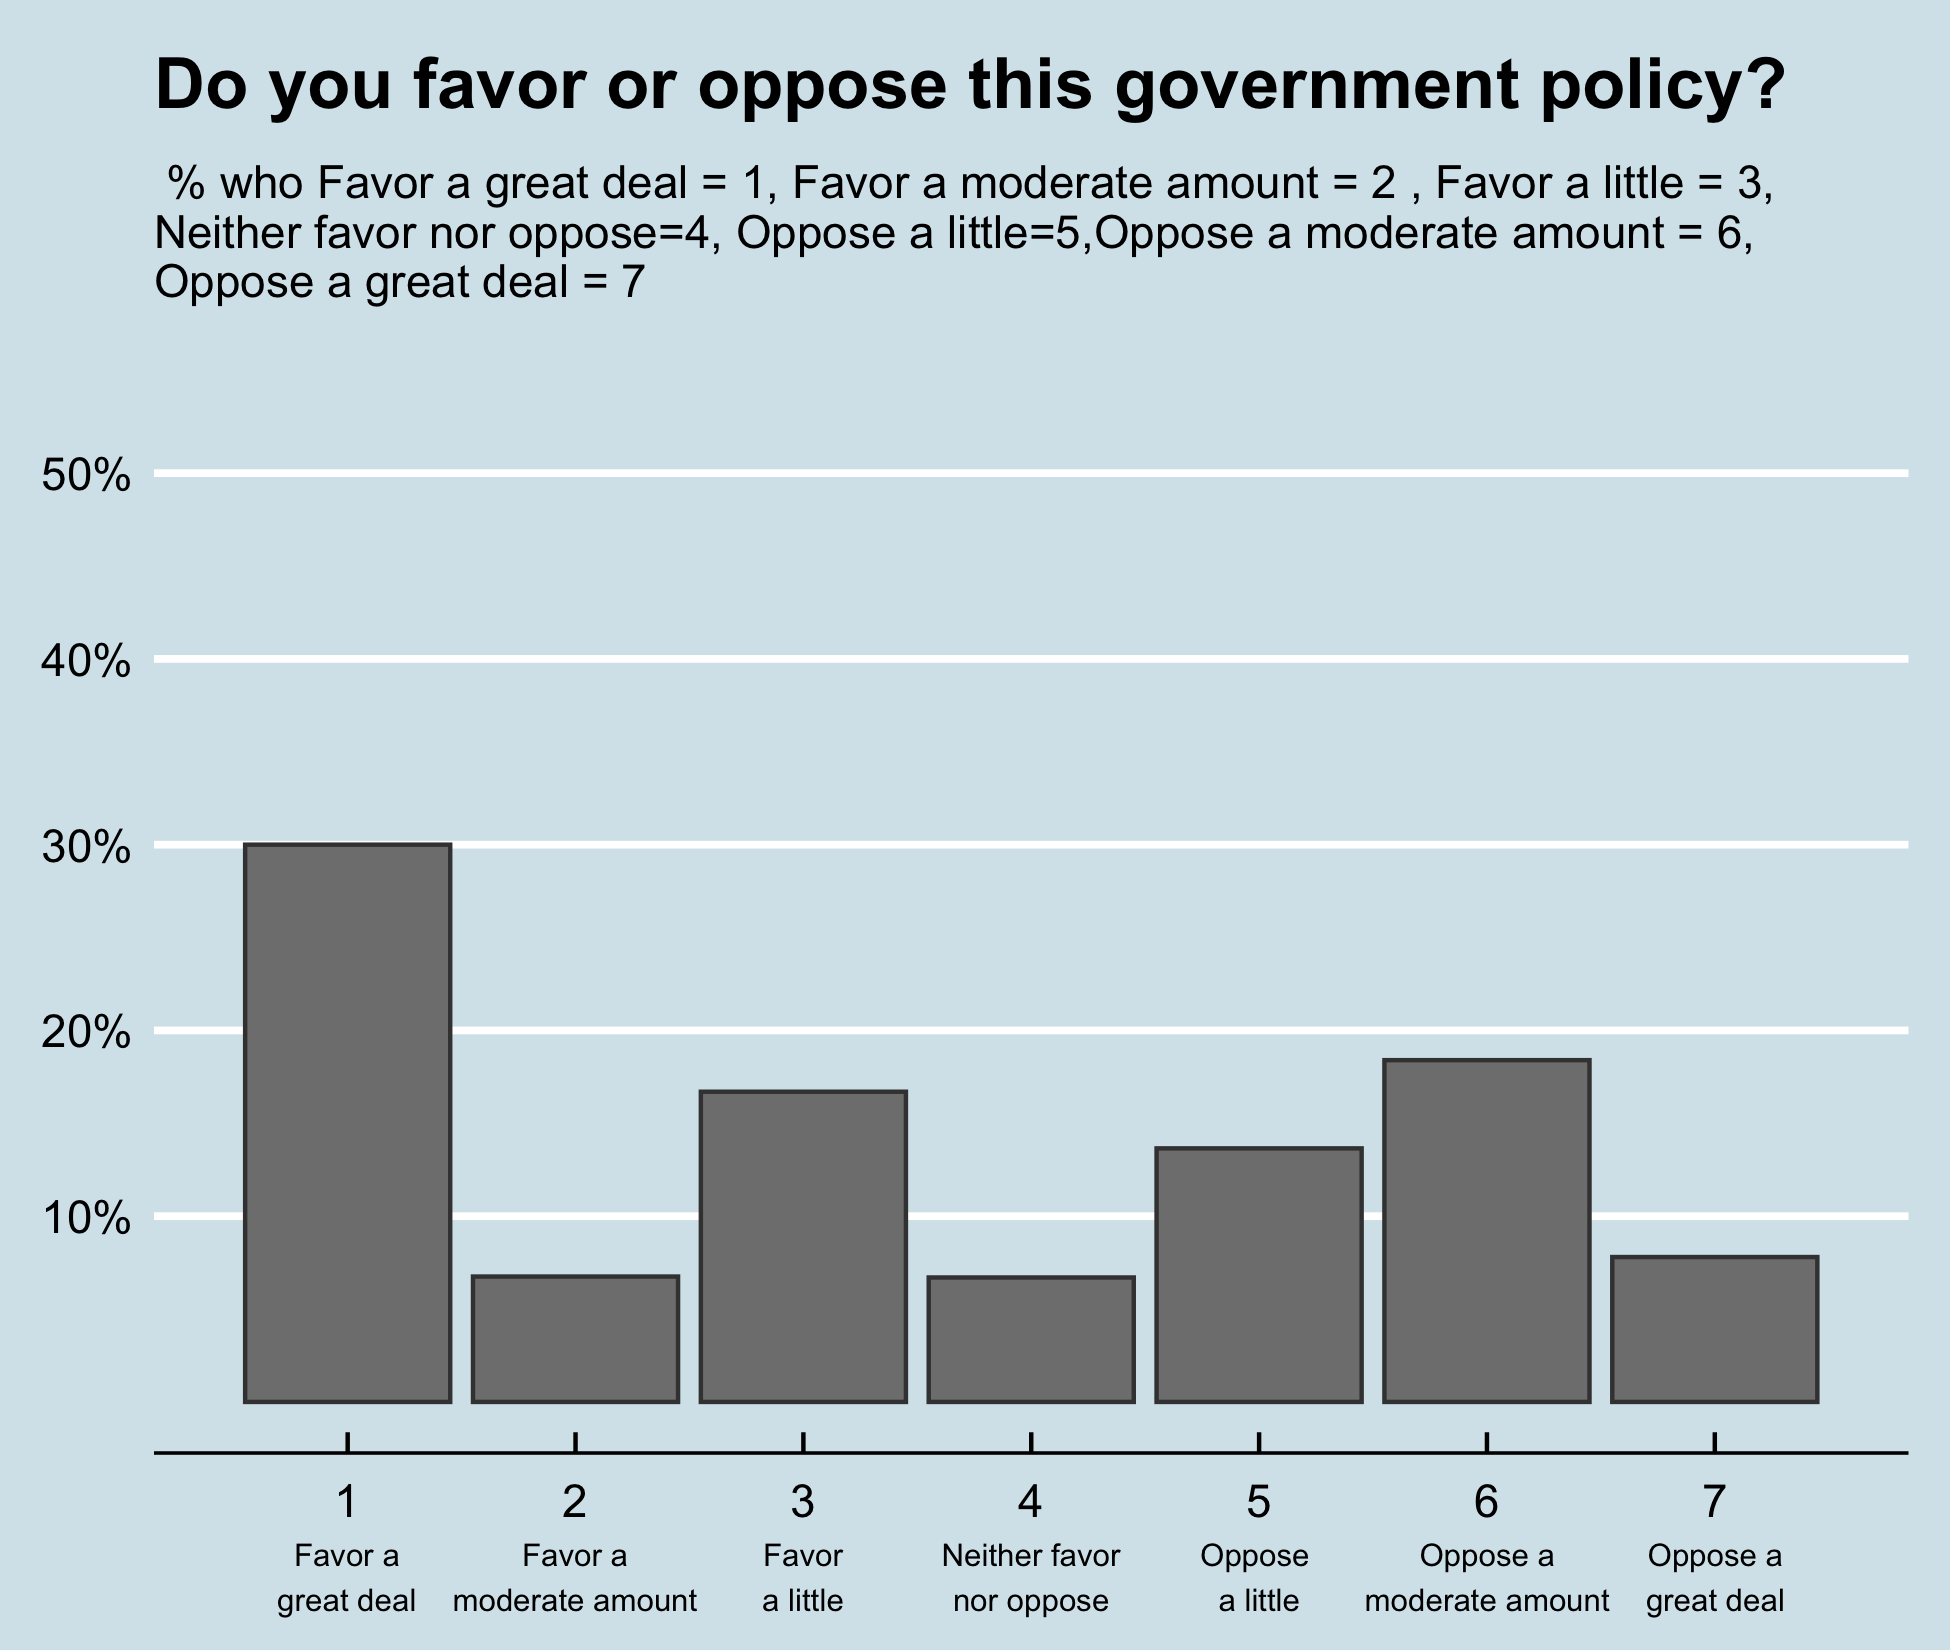 Do you favor or oppose this government policy?
% who Favor a great deal = 1, Favor a moderate amount = 2 , Favor a little = 3,
Neither favor nor oppose=4, Oppose a little=5,Oppose a moderate amount = 6,
Oppose a great deal = 7
50%
40%
30%
20%
10%
1 2 3 4 5 6 7
Favor a Favor a Favor Neither favor Oppose Oppose a Oppose a
great deal moderate amount a little nor oppose a little moderate amount great deal